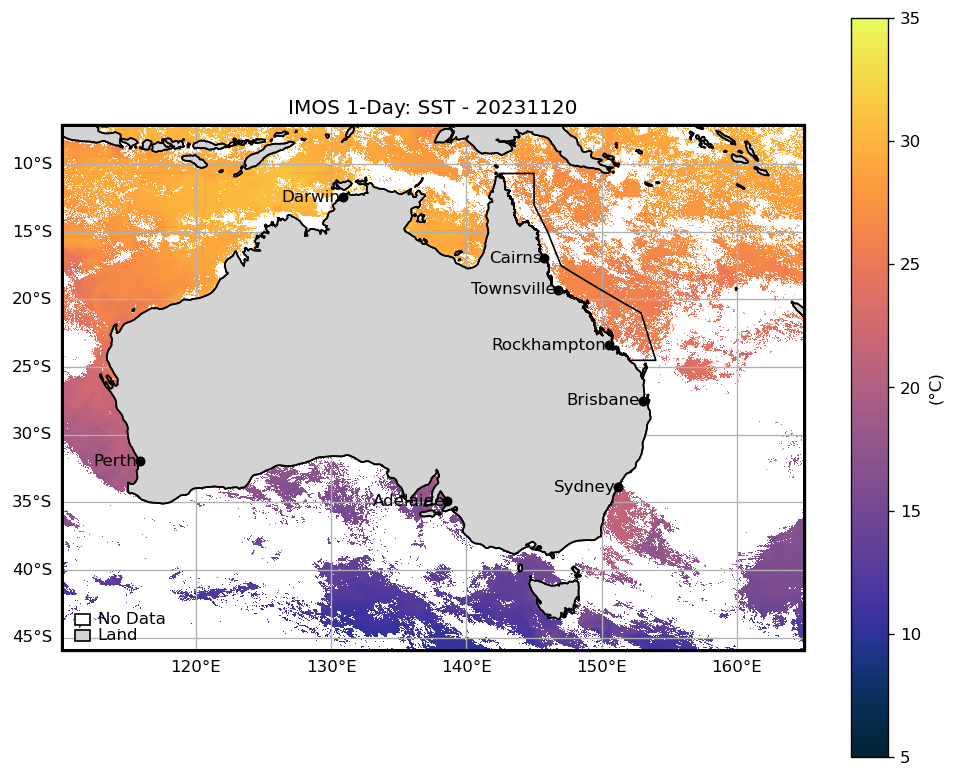 IMOS 1-Day: SST - 20231120
10°S
15°S
20°S
25°S
30°S
35°S
40°S
45°S
Darwin
Cairns
Townsville
Rockhampton
Brisbane
Perth
Sydney
Adelaide
No Data
Land
120°E 130°E 140°E 150°E 160°E
35
30
25
20
15
10
5
(°C)